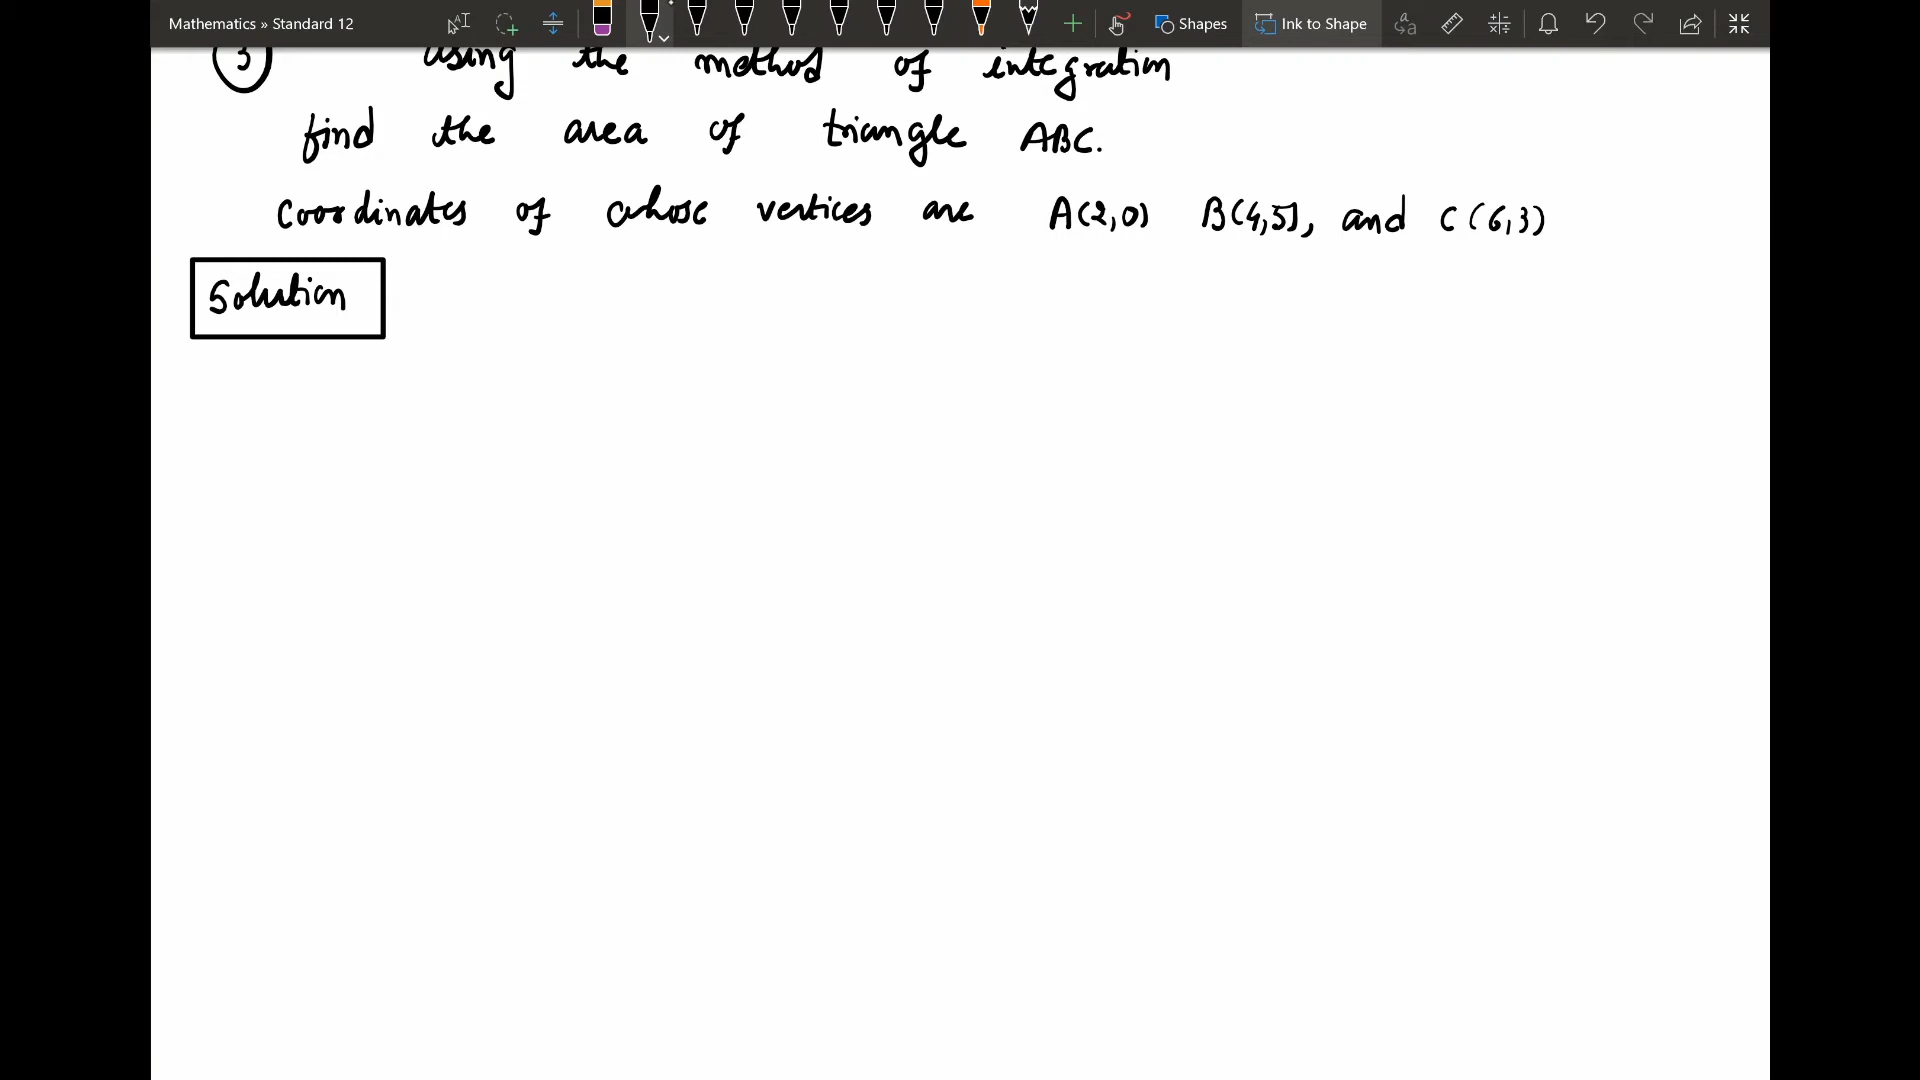 Mathematics » Standard 12
Shapes
Ink to Shape
3 using the method of integration
find the area of triangle ABC.
Coordinates of whose vertices are A(2,0) B(4,5), and C(6,3)
Solution